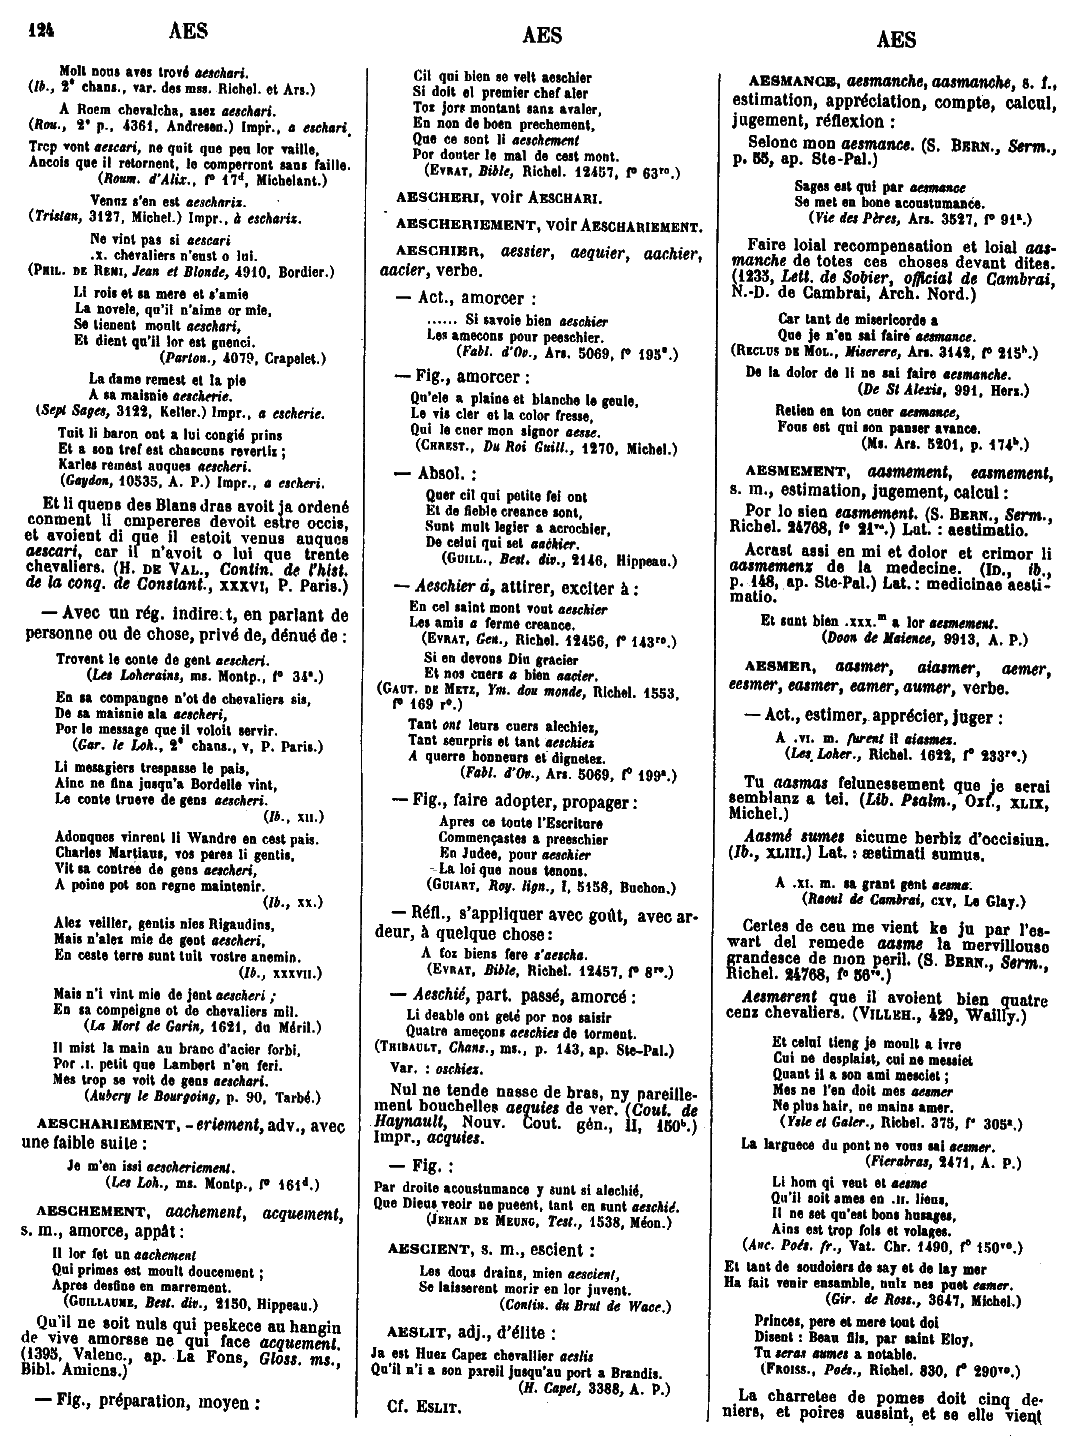 124 AES
AES
AES
Molt nous aves trové aeschari.
(Ib., 2e chans., var. des mss. Richel. et Ars.)
A Roem chevalcha, asez aeschari.
(Rou., 2e p., 4361, Andresen.) Impr., a eschari.
Trop vont aescari, ne quit que peu lor vaille,
Ancois que il retornent, le comperront sans faille.
(Roum. d'Alix., fo 17d, Michelant.)
Venuz s'en est aeschariz.
(Tristan, 3127, Michel.) Impr., à eschariz.
Ne vint pas si aescari
.x. chevaliers n'eust o lui.
(PHIL. DE REMI, Jean et Blonde, 4910, Bordier.)
Li rois et sa mere et s'amie
La novele, qu'il n'aime or mie,
Se tienent moult aeschari,
Et dient qu'il lor est guenci.
(Parton., 4079, Crapelet.)
La dame remest et la pie
A sa maisnie aescherie.
(Sept Sages, 3122, Keller.) Impr., a escherie.
Tuit li baron ont a lui congié prins
Et a son tref est chascuns revertiz ;
Karles remest auques aescheri.
(Gaydon, 10535, A. P.) Impr., a escheri.
Et li quens des Blans dras avoit ja ordené
conment li empereres devoit estre occis,
et avoient di que il estoit venus auques
aescari, car il n'avoit o lui que trente
chevaliers. (H. DE VAL., Contin. de l'hist.
de la conq. de Constant., XXXVI, P. Paris.)
— Avec un rég. indirect, en parlant de
personne ou de chose, privé de, dénué de :
Trovent le conte de gent aescheri.
(Les Loherains, ms. Montp., fo 34a.)
En sa compangne n'ot de chevaliers sis,
De sa maisnie ala aescheri,
Por le message que il voloit servir.
(Gar. le Loh., 2e chans., v, P. Paris.)
Li mesagiers trespasse le pais,
Ainc ne fina jusqu'a Bordelle vint,
Le conte trueve de gens aescheri.
(Ib., XII.)
Adonques vinrent li Wandre en cest pais.
Charles Martiaus, vos peres li gentis,
Vit sa contree de gens aescheri,
A poine pot son regne maintenir.
(Ib., XX.)
Alez veiller, gentis nies Rigaudins,
Mais n'alez mie de gent aescheri,
En ceste terre sunt tuit vostre anemin.
(Ib., XXXVII.)
Mais n'i vint mie de jent aescheri ;
En sa compeigne ot de chevaliers mil.
(La Mort de Garin, 1621, du Méril.)
Il mist la main au branc d'acier forbi,
Por .I. petit que Lambert n'en feri.
Mes trop se voit de gens aeschari.
(Aubery le Bourgoing, p. 90, Tarbé.)
AESCHARIEMENT, - eriement, adv., avec
une faible suite :
Je m'en issi aescheriement.
(Les Loh., ms. Montp., fo 161d.)
AESCHEMENT, aachement, acquement,
s. m., amorce, appât :
Il lor fet un aachement
Qui primes est moult doucement ;
Apres desfine en marrement.
(GUILLAUME, Best. div., 2150, Hippeau.)
Qu'il ne soit nuls qui peskece au hangin
de vive amorsse ne qui face acquement.
(1395, Valenc., ap. La Fons, Gloss. ms.,
Bibl. Amiens.)
— Fig., préparation, moyen :
Cil qui bien se velt aeschier
Si doit el premier chef aler
Toz jors montant sanz avaler,
En non de boen prechement,
Que ce sont li aeschement
Por douter le mal de cest mont.
(EVRAT, Bible, Richel. 12457, fo 63ro.)
AESCHERI, voir AESCHARI.
AESCHERIEMENT, voir AESCHARIEMENT.
AESCHIER, aessier, aequier, aachier,
aacier, verbe.
— Act., amorcer :
...... Si savoie bien aeschier
Les amecons pour peeschier.
(Fabl. d'Ov., Ars. 5069, fo 195a.)
— Fig., amorcer :
Qu'ele a plaine et blanche le geule,
Le vis cler et la color fresse,
Qui le cuer mon signor aesse.
(CHREST., Du Roi Guill., 1270, Michel.)
— Absol. :
Quer cil qui petite fei ont
Et de fieble creance sont,
Sunt mult legier a acrochier,
De celui qui set aachier.
(GUILL., Best. div., 2146, Hippeau.)
— Aeschier á, attirer, exciter à :
En cel saint mont vout aeschier
Les amis a ferme creance.
(EVRAT, Gen., Richel. 12456, fo 143ro.)
Si en devons Diu gracier
Et nos cuers a bien aacier.
(GAUT. DE METZ, Ym. dou monde, Richel. 1553,
fo 169 ro.)
Tant ont leurs cuers alechiez,
Tant seurpris et tant aeschiez
A querre honneurs et dignetez.
(Fabl. d'Ov., Ars. 5069, fo 199a.)
— Fig., faire adopter, propager :
Apres ce toute l'Escriture
Commençastes a preeschier
En Judee, pour aeschier
La loi que nous tenons.
(GUIART, Roy. lign., I, 5158, Buchon.)
— Réfl., s'appliquer avec goût, avec ar-
deur, à quelque chose :
A foz biens fere s'aescha.
(EVRAT, Bible, Richel. 12457, fo 8ro.)
— Aeschié, part. passé, amorcé :
Li deable ont geté por nos saisir
Quatre ameçons aeschies de torment.
(THIBAULT, Chans., ms., p. 143, ap. Ste-Pal.)
Var. : oschiez.
Nul ne tende nasse de bras, ny pareille-
ment bouchelles aequies de ver. (Cout. de
Haynault, Nouv. Cout. gén., II, 150b.)
Impr., acquies.
— Fig. :
Par droite acoustumance y sunt si alechié,
Que Dieus veoir ne pueent, tant en sunt aeschié.
(JEHAN DE MEUNG, Test., 1538, Méon.)
AESCIENT, s. m., escient :
Les dous drains, mien aescient,
Se laisserent morir en lor juvent.
(Contin. du Brut de Wace.)
AESLIT, adj., d'élite :
Ja est Huez Capez chevallier aeslis
Qu'il n'i a son pareil jusqu'au port a Brandis.
(H. Capet, 3388, A. P.)
Cf. ESLIT.
AESMANCE, aesmanche, aasmanche, s. f.,
estimation, appréciation, compte, calcul,
jugement, réflexion :
Selonc mon aesmance. (S. BERN., Serm.,
p. 55, ap. Ste-Pal.)
Sages est qui par aesmance
Se met en bone acoustumance.
(Vie des Pères, Ars. 3527, fo 91a.)
Faire loial recompensation et loial aas-
manche de totes ces choses devant dites.
(1235, Lett. de Sobier, official de Cambrai,
N.-D. de Cambrai, Arch. Nord.)
Car tant de misericorde a
Que je n'en sai faire aesmance.
(RECLUS DE MOL., Miserere, Ars. 3142, fo 215b.)
De la dolor de li ne sai faire aesmanche.
(De St Alexis, 991, Herz.)
Retien en ton cuer aesmance,
Fous est qui son panser avance.
(Ms. Ars. 5201, p. 174b.)
AESMEMENT, aasmement, easmement,
s. m., estimation, jugement, calcul :
Por lo sien easmement. (S. BERN., Serm.,
Richel. 24768, fo 21ro.) Lat. : aestimatio.
Acrast assi en mi et dolor et crimor li
aasmemenz de la medecine. (ID., ib.,
p. 148, ap. Ste-Pal.) Lat. : medicinae aesti-
matio.
Et sunt bien .xxx.m a lor aesmement.
(Doon de Maience, 9913, A. P.)
AESMER, aasmer, aiasmer, aemer,
eesmer, easmer, eamer, aumer, verbe.
— Act., estimer, apprécier, juger :
A .VI. m. furent il aiasmez.
(Les Loher., Richel. 1622, fo 233ro.)
Tu aasmas felunessement que je serai
semblanz a tei. (Lib. Psalm., Oxf., XLIX,
Michel.)
Aasmé sumes sicume berbiz d'occisiun.
(Ib., XLIII.) Lat. : æstimati sumus.
A .XI. m. sa grant gent aesma.
(Raoul de Cambrai, CXV, Le Glay.)
Certes de ceu me vient ke ju par l'es-
wart del remede aasme la mervillouse
grandesce de mon peril. (S. BERN., Serm.,
Richel. 24768, fo 56ro.)
Aesmerent que il avoient bien quatre
cenz chevaliers. (VILLEH., 429, Wailly.)
Et celui tieng je moult a ivre
Cui ne desplaist, cui ne messiet
Quant il a son ami mesciet ;
Mes ne l'en doit mes aesmer
Ne plus hair, ne mains amer.
(Ysle et Galer., Richel. 375, fo 305a.)
La larguece du pont ne vous sai aesmer.
(Fierabras, 2471, A. P.)
Li hom qi veut et aesme
Qu'il soit ames en .II. lieus,
Il ne set qu'est bons husages,
Ains est trop fols et volages.
(Anc. Poés. fr., Vat. Chr. 1490, fo 150vo.)
Et tant de soudoiers de say et de lay mer
Ha fait venir ensamble, nulz nes puet eamer.
(Gir. de Ross., 3647, Michel.)
Princes, pere et mere tout doi
Disent : Beau fils, par saint Eloy,
Tu seras aumes a notable.
(FROISS., Poés., Richel. 830, fo 290vo.)
La charretee de pomes doit cinq de-
niers, et poires aussint, et se elle vient